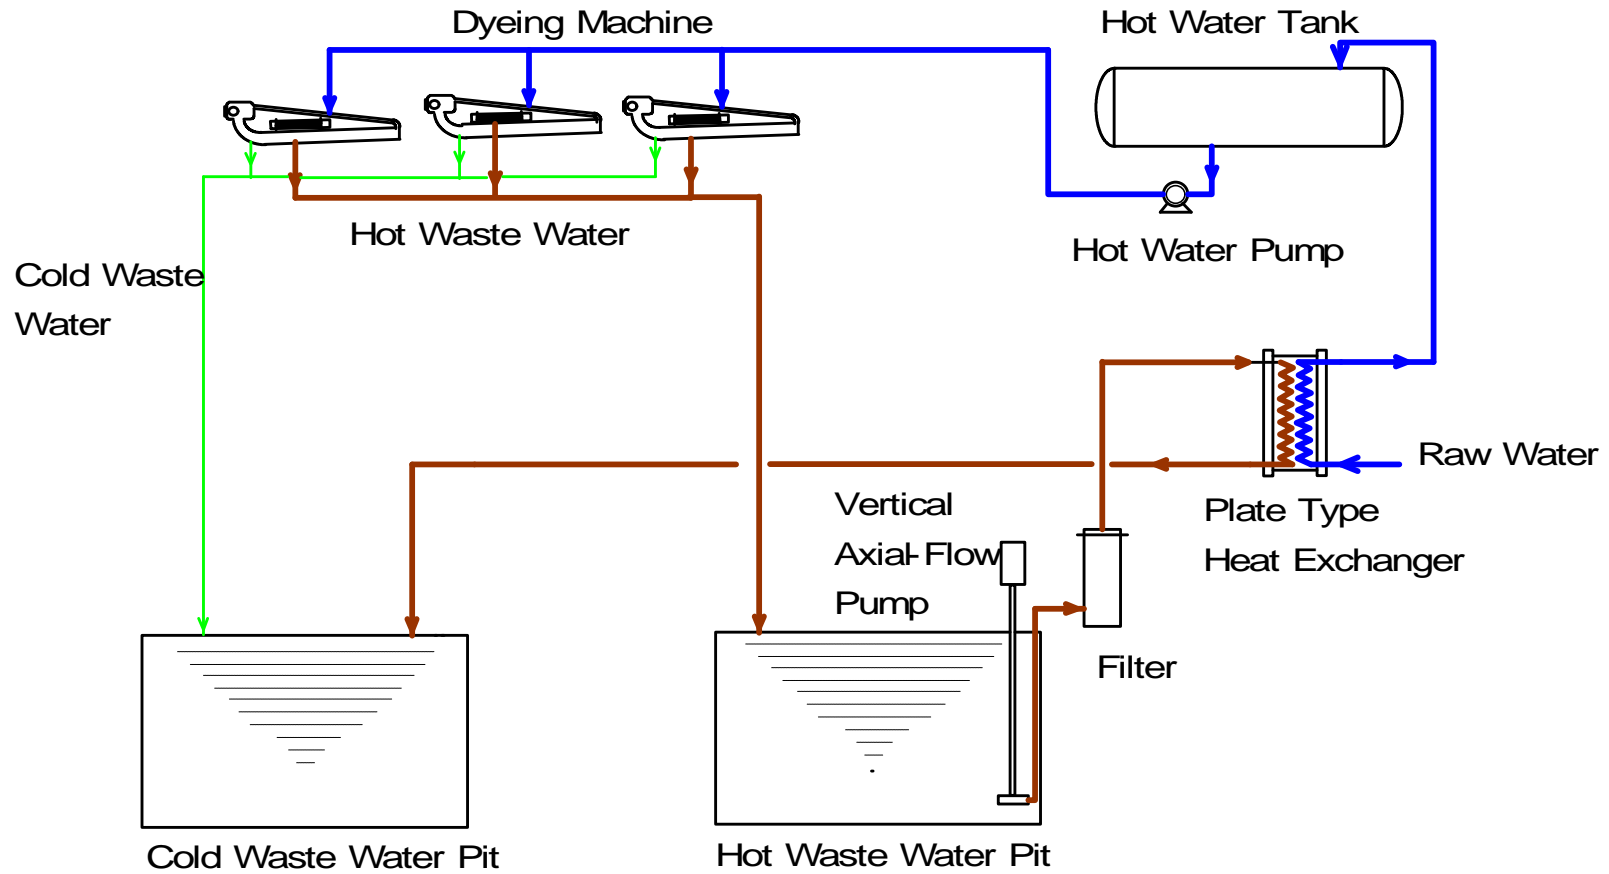 Dyeing Machine
Hot Water Tank
Hot Waste Water
Hot Water Pump
Cold Waste
Water
Raw Water
Vertical
Axial-Flow
Pump
Plate Type
Heat Exchanger
Filter
Cold Waste Water Pit
Hot Waste Water Pit